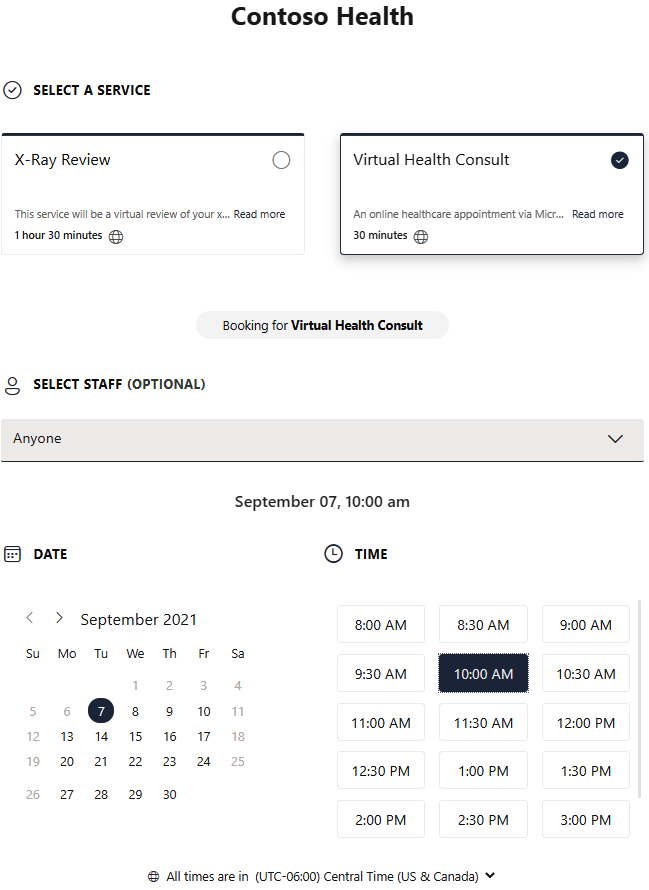 Contoso Health
SELECT A SERVICE
X-Ray Review
This service will be a virtual review of your x... Read more
1 hour 30 minutes
Virtual Health Consult
An online healthcare appointment via Micr... Read more
30 minutes
Booking for Virtual Health Consult
SELECT STAFF (OPTIONAL)
Anyone
September 07, 10:00 am
DATE
September 2021
Su Mo Tu We Th Fr Sa
1 2 3 4
5 6 7 8 9 10 11
12 13 14 15 16 17 18
19 20 21 22 23 24 25
26 27 28 29 30
TIME
8:00 AM 8:30 AM 9:00 AM
9:30 AM 10:00 AM 10:30 AM
11:00 AM 11:30 AM 12:00 PM
12:30 PM 1:00 PM 1:30 PM
2:00 PM 2:30 PM 3:00 PM
All times are in (UTC-06:00) Central Time (US & Canada)